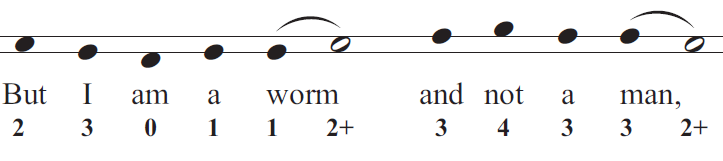 But I am a worm and not a man,
2 3 0 1 1 2+ 3 4 3 3 2+